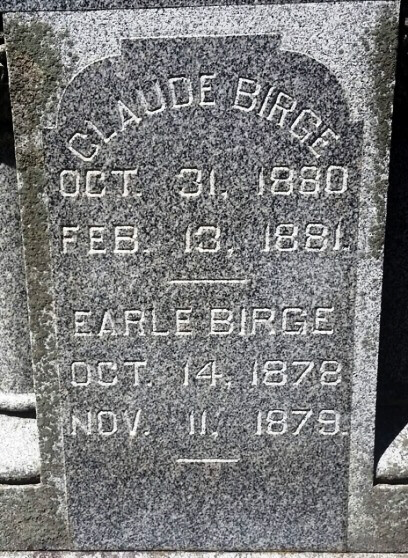 CLAUDE BIRGE
OCT. 31, 1880
FEB. 13, 1881.
EARLE BIRGE
OCT. 14, 1878
NOV. 11, 1879.